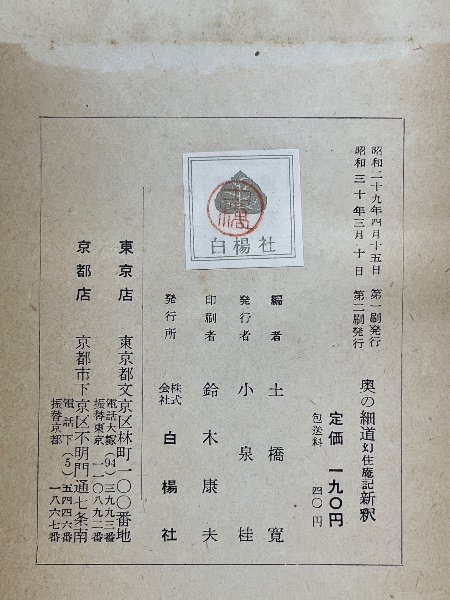 昭和二十九年四月十五日 第一刷発行
昭和三十年三月十日 第二刷発行
奥の細道幻住庵記新釈
定価 一九〇円
包送料 四〇円
編者 土橋寛
発行者 小泉桂
印刷者 鈴木康夫
発行所 株式会社 白楊社
東京店 東京都文京区林町一〇〇番地
電話大塚(94)三九九三番
振替東京 一一〇八九二番
京都店 京都市下京区不明門通七条南
電話下(5)五四四六番
振替京都 一八六七番
白楊社